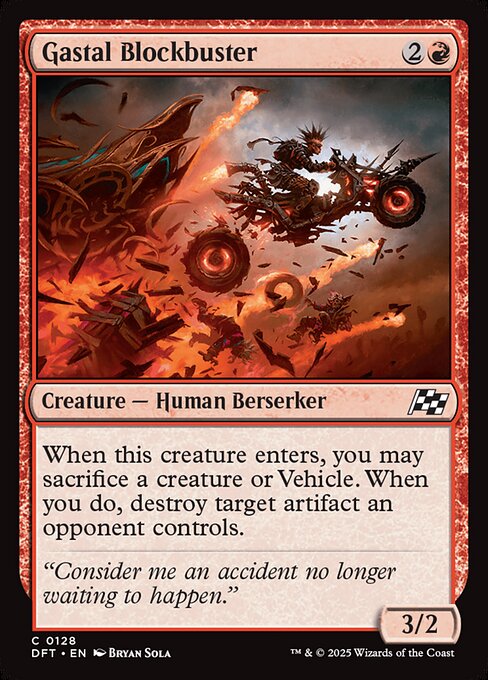 Gastal Blockbuster 2
Creature — Human Berserker
When this creature enters, you may
sacrifice a creature or Vehicle. When
you do, destroy target artifact an
opponent controls.
“Consider me an accident no longer
waiting to happen.”
3/2
C 0128
DFT • EN Bryan Sola
™ & © 2025 Wizards of the Coast